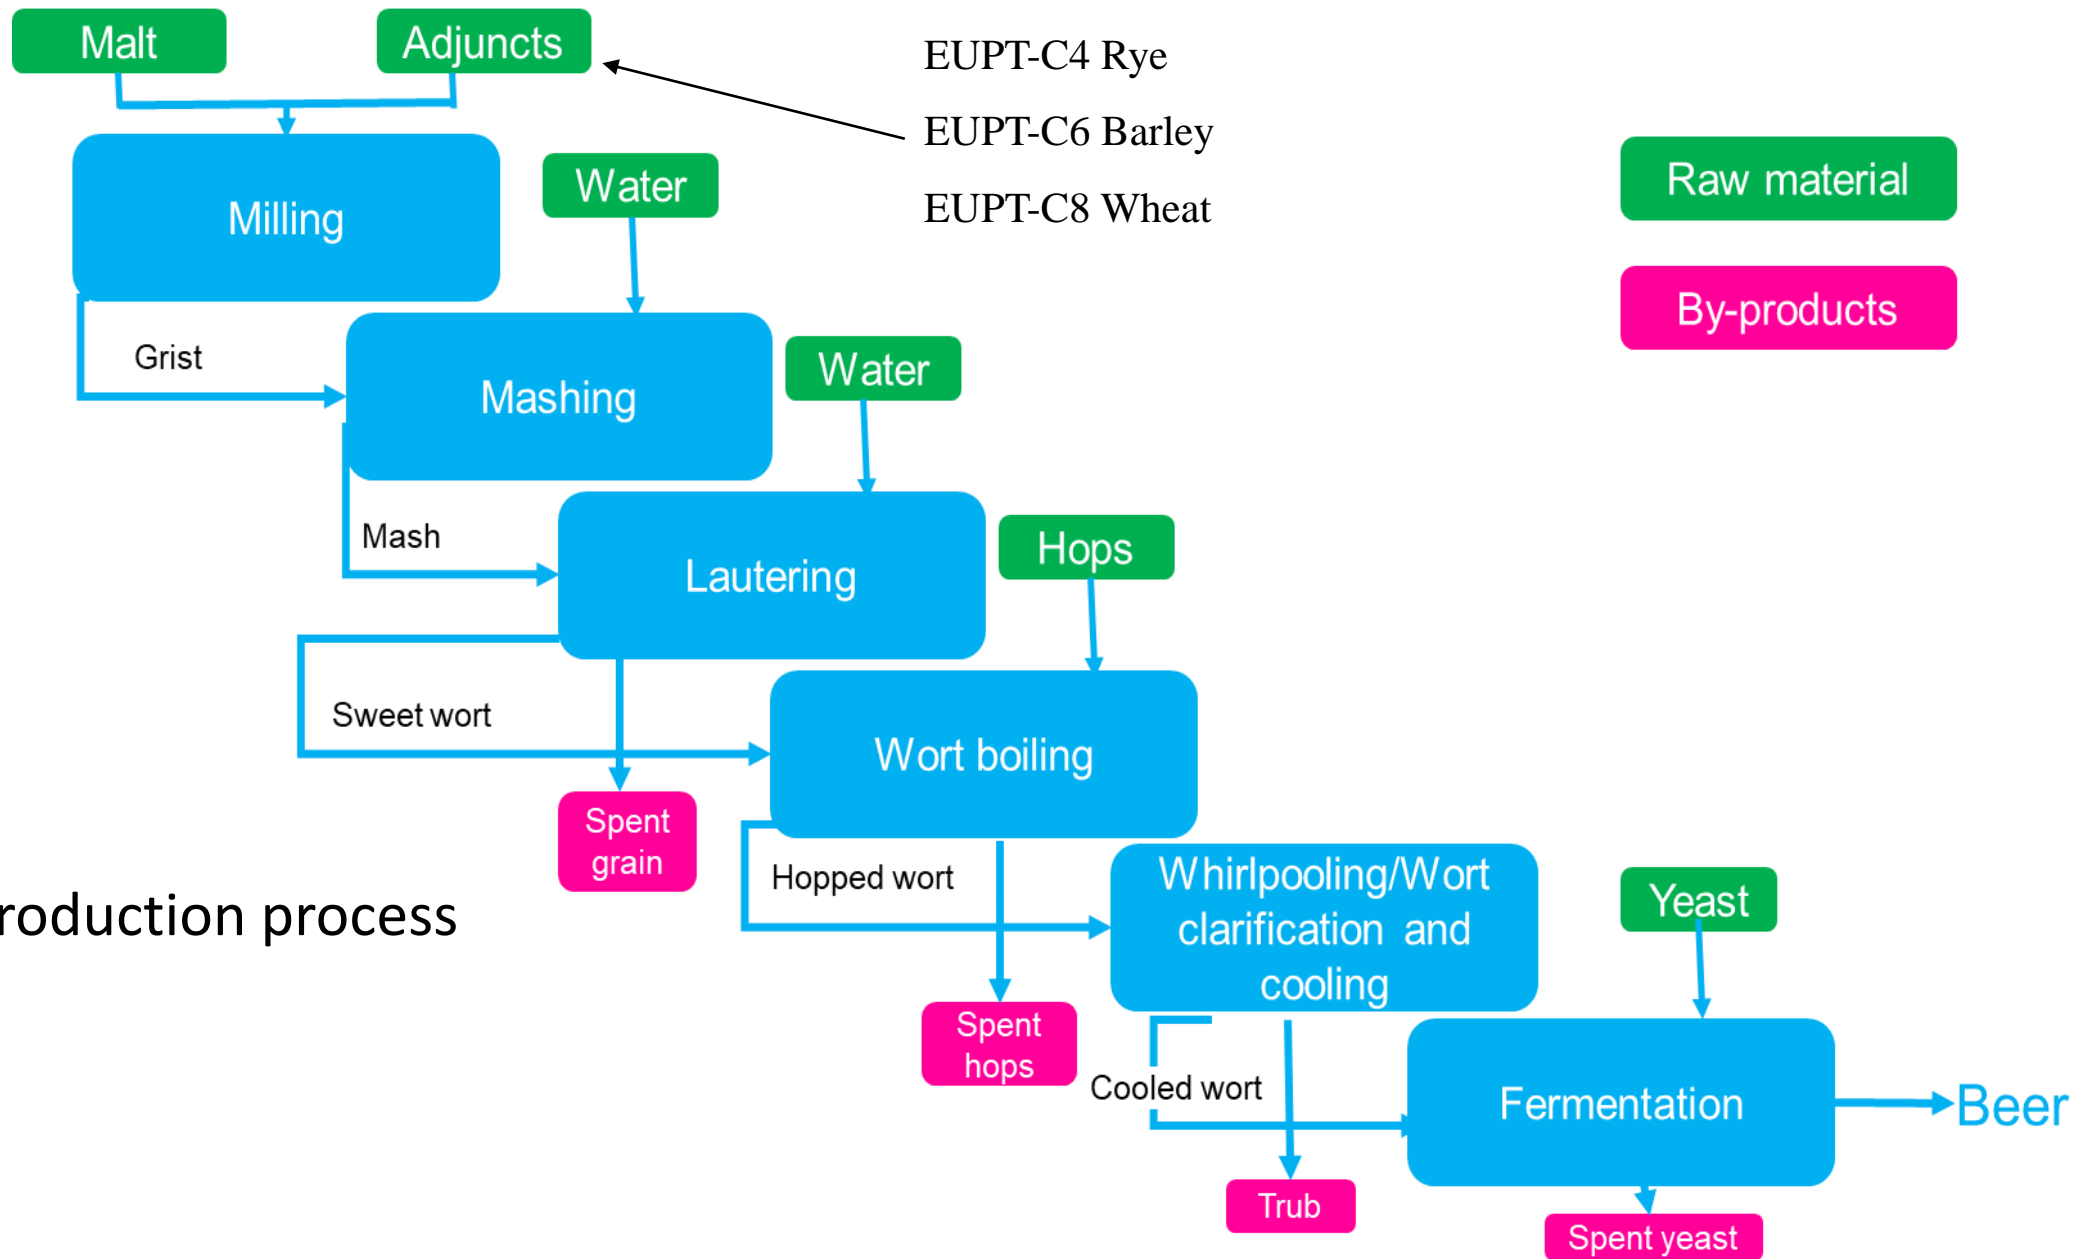 Malt
Adjuncts
EUPT-C4 Rye
EUPT-C6 Barley
EUPT-C8 Wheat
Raw material
By-products
Milling
Water
Grist
Mashing
Water
Mash
Lautering
Hops
Sweet wort
Wort boiling
Spent
grain
Hopped wort
Whirlpooling/Wort
clarification and
cooling
Yeast
roduction process
Spent
hops
Cooled wort
Fermentation
Beer
Trub
Spent yeast